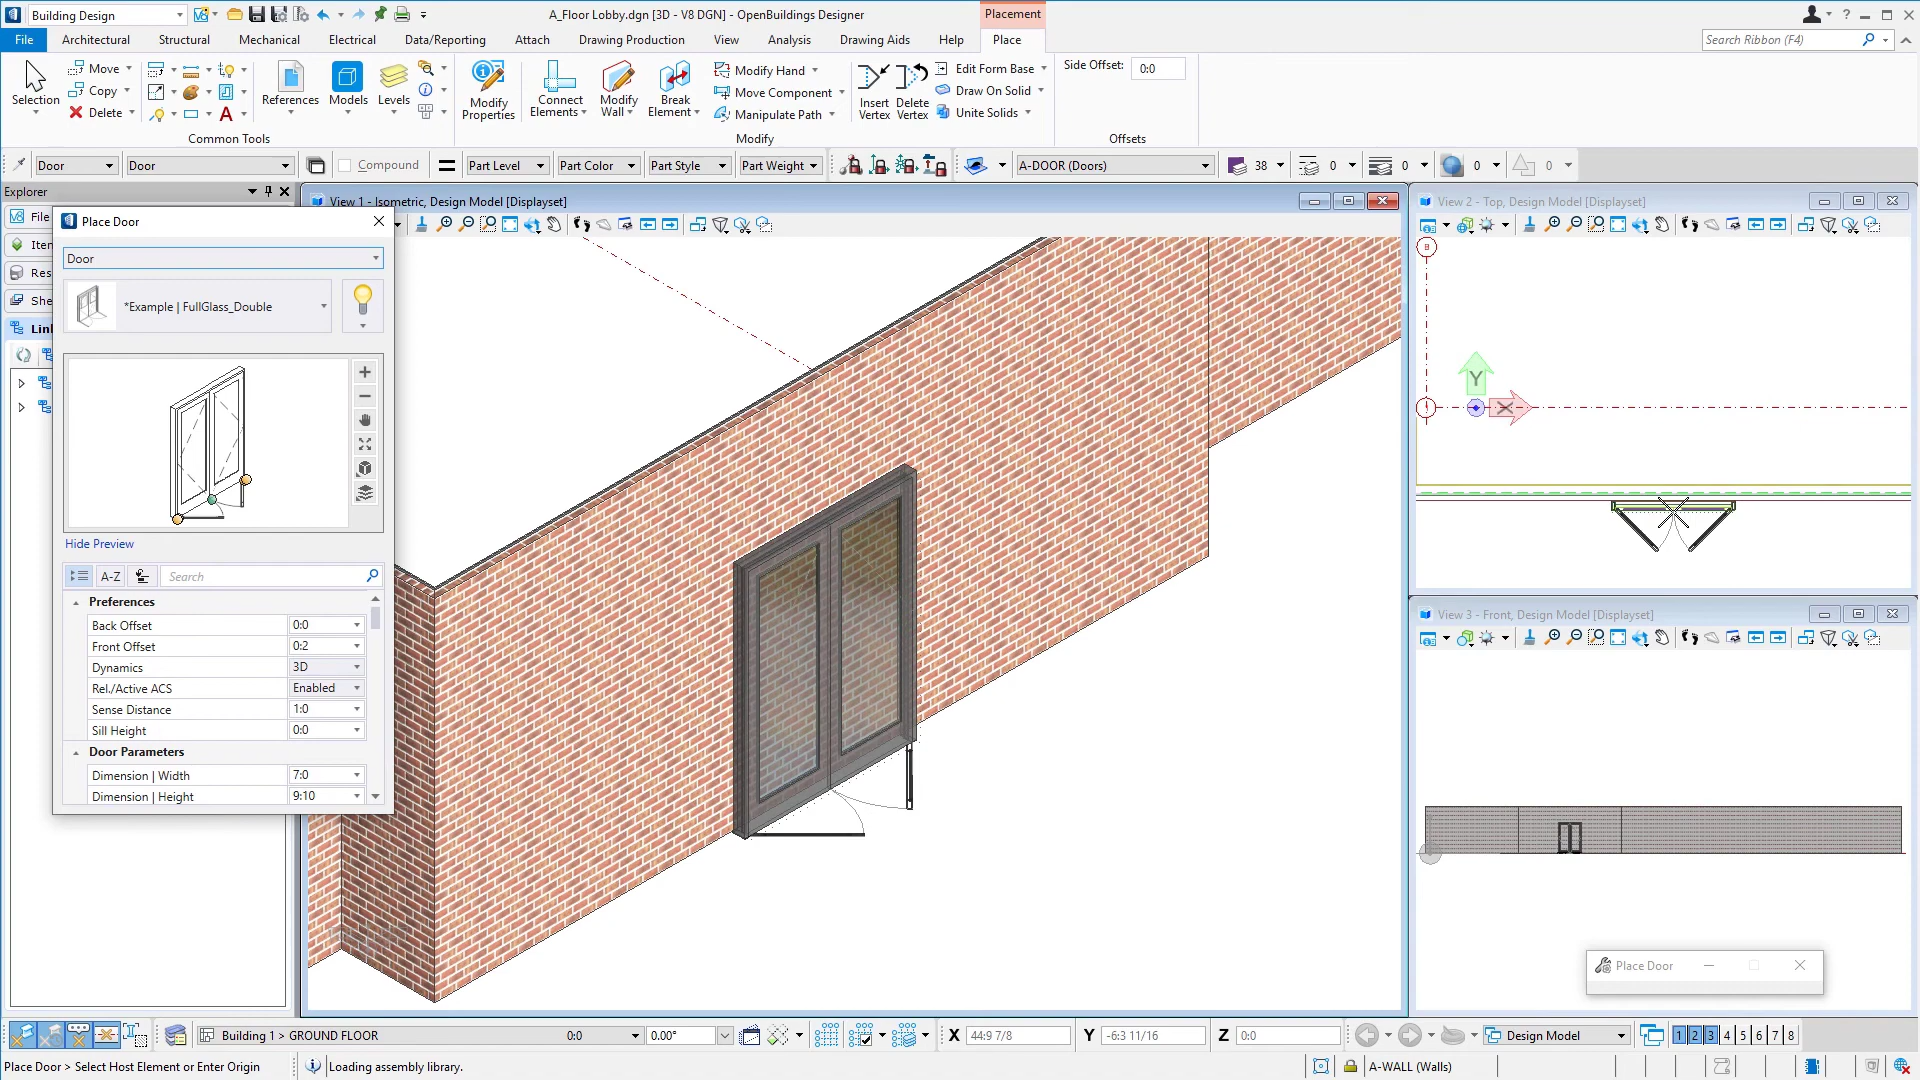 Building Design
A_Floor Lobby.dgn [3D - V8 DGN] - OpenBuildings Designer
Placement
File
Architectural
Structural
Mechanical
Electrical
Data/Reporting
Attach
Drawing Production
View
Analysis
Drawing Aids
Help
Place
Search Ribbon (F4)
Selection
Move
Copy
Delete
References
Models
Levels
Common Tools
Modify Properties
Connect Elements
Modify Wall
Break Element
Modify Hand
Modify Component
Manipulate Path
Insert Vertex
Delete Vertex
Edit Form Base
Draw On Solid
Unite Solids
Modify
Side Offset: 0:0
Offsets
Door
Door
Compound
Part Level
Part Color
Part Style
Part Weight
A-DOOR (Doors)
38
0
0
0
0
Explorer
File
Res
She
Place Door
Door
*Example | FullGlass_Double
Hide Preview
A-Z
Search
Preferences
Back Offset 0:0
Front Offset 0:2
Dynamics 3D
Rel./Active ACS Enabled
Sense Distance 1:0
Sill Height 0:0
Door Parameters
Dimension | Width 7:0
Dimension | Height 9:10
View 1 - Isometric, Design Model [Displayset]
View 2 - Top, Design Model [Displayset]
B
Y
X
View 3 - Front, Design Model [Displayset]
Place Door
Building 1 > GROUND FLOOR 0:0
0.00°
X 44:9 7/8
Y -6:3 11/16
Z 0:0
Design Model
1 2 3 4 5 6 7 8
Place Door > Select Host Element or Enter Origin
Loading assembly library.
A-WALL (Walls)